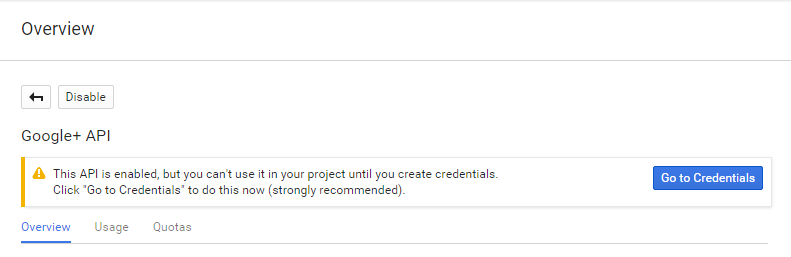 Overview
Disable
Google+ API
This API is enabled, but you can't use it in your project until you create credentials.
Click "Go to Credentials" to do this now (strongly recommended).
Go to Credentials
Overview Usage Quotas